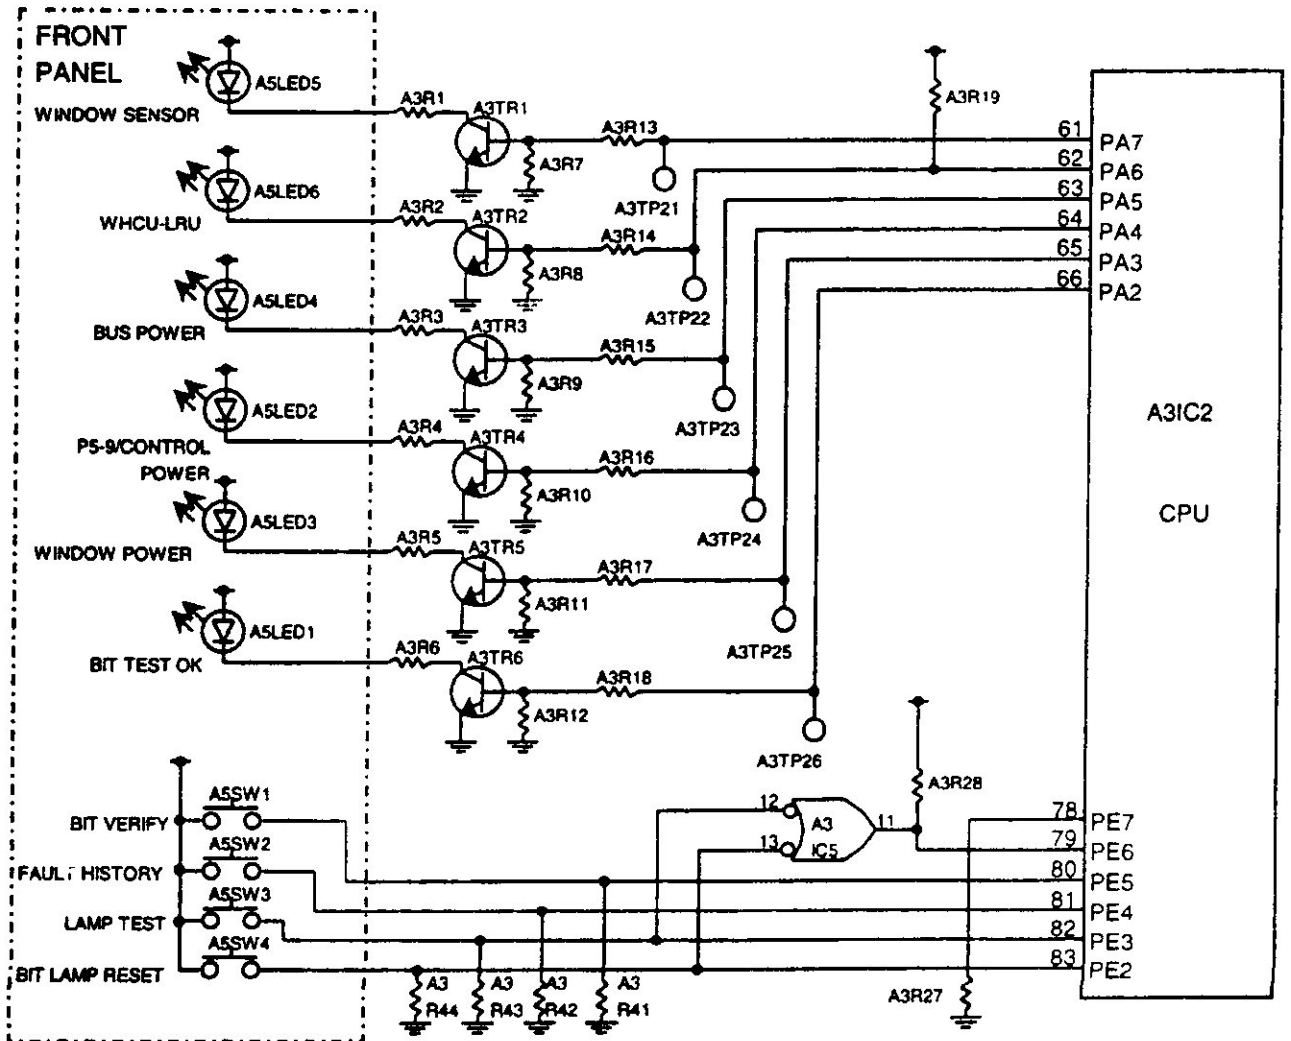 FRONT
PANEL
A5LED5
WINDOW SENSOR
A3R1
A3TR1
A3R7
A3R13
A3TP21
A3R19
61
PA7
A5LED6
WHCU-LRU
A3R2
A3TR2
A3R8
A3R14
A3TP22
62
PA6
A5LED4
BUS POWER
A3R3
A3TR3
A3R9
A3R15
A3TP23
63
PA5
A5LED2
P5-9/CONTROL
POWER
A3R4
A3TR4
A3R10
A3R16
A3TP24
64
PA4
A5LED3
WINDOW POWER
A3R5
A3TR5
A3R11
A3R17
A3TP25
65
PA3
A5LED1
BIT TEST OK
A3R6
A3TR6
A3R12
A3R18
A3TP26
66
PA2
A3IC2
CPU
A5SW1
BIT VERIFY
A5SW2
FAULT HISTORY
A5SW3
LAMP TEST
A5SW4
BIT LAMP RESET
A3
R44
A3
R43
A3
R42
A3
R41
12
13
A3
IC5
11
A3R28
A3R27
78
PE7
79
PE6
80
PE5
81
PE4
82
PE3
83
PE2